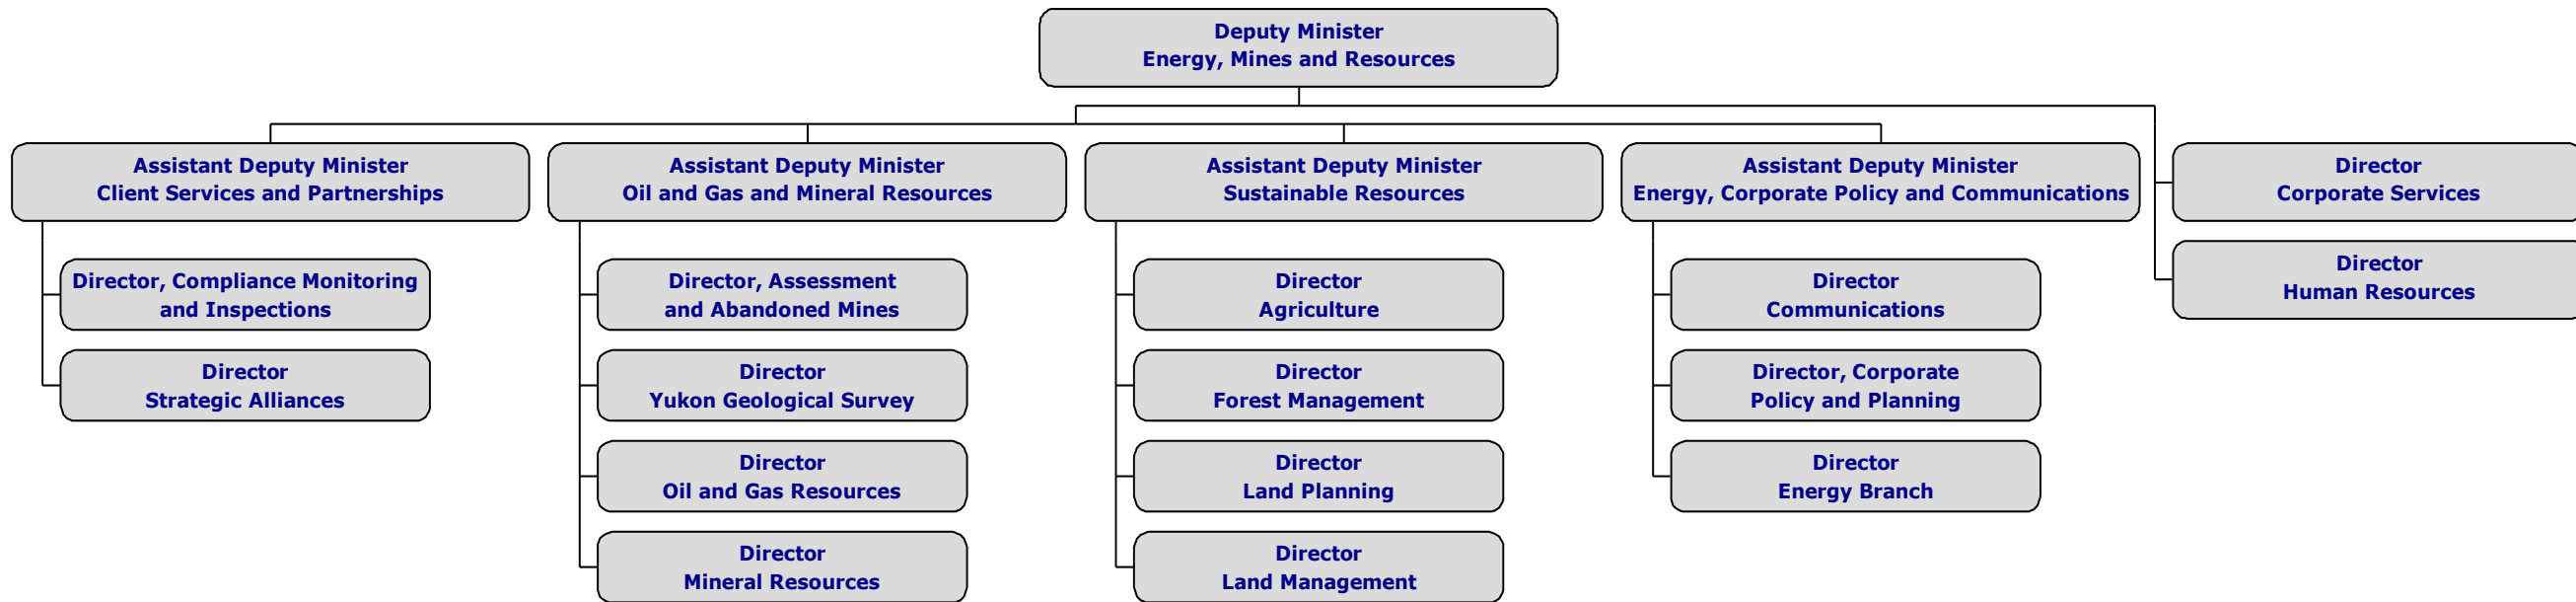 Deputy Minister
Energy, Mines and Resources
Assistant Deputy Minister
Client Services and Partnerships
Director, Compliance Monitoring
and Inspections
Director
Strategic Alliances
Assistant Deputy Minister
Oil and Gas and Mineral Resources
Director, Assessment
and Abandoned Mines
Director
Yukon Geological Survey
Director
Oil and Gas Resources
Director
Mineral Resources
Assistant Deputy Minister
Sustainable Resources
Director
Agriculture
Director
Forest Management
Director
Land Planning
Director
Land Management
Assistant Deputy Minister
Energy, Corporate Policy and Communications
Director
Communications
Director, Corporate
Policy and Planning
Director
Energy Branch
Director
Corporate Services
Director
Human Resources